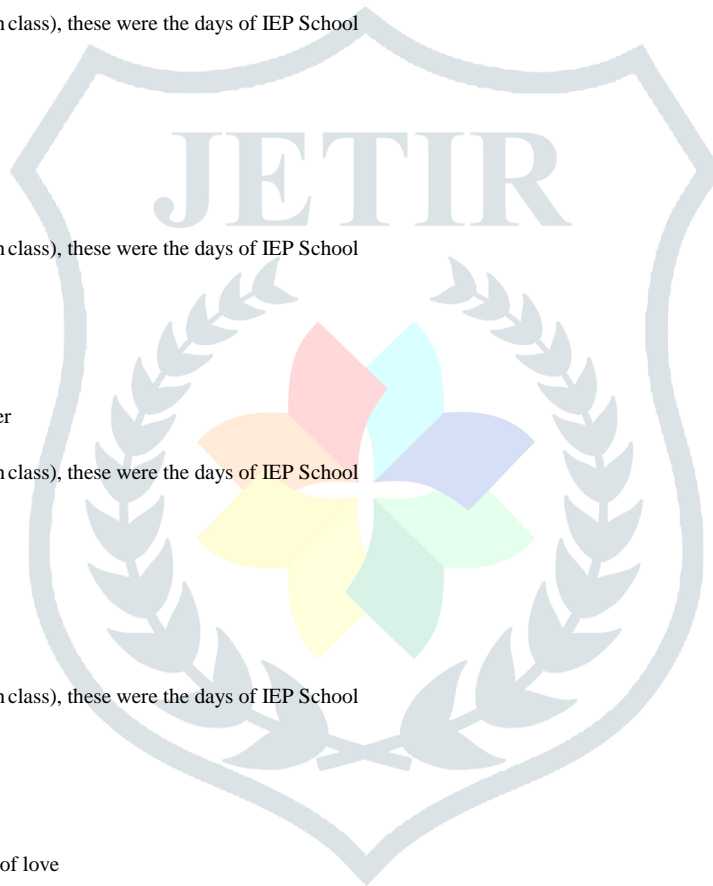 class), these were the days of IEP School
JETIR
class), these were the days of IEP School
er
class), these were the days of IEP School
class), these were the days of IEP School
of love